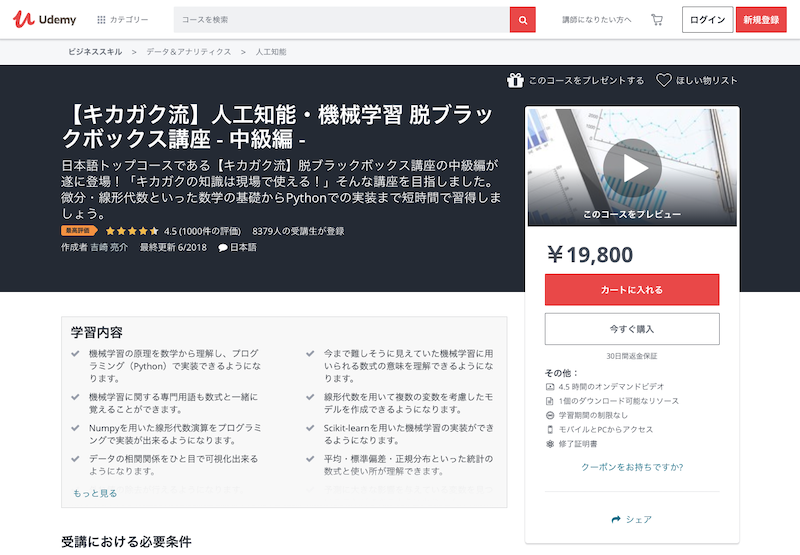 Udemy
カテゴリー
コースを検索
講師になりたい方へ
ログイン
新規登録
ビジネススキル > データ＆アナリティクス > 人工知能
このコースをプレゼントする
ほしい物リスト
【キカガク流】人工知能・機械学習 脱ブラッ
クボックス講座 - 中級編 -
日本語トップコースである【キカガク流】脱ブラックボックス講座の中級編が
遂に登場！「キカガクの知識は現場で使える！」そんな講座を目指しました。
微分・線形代数といった数学の基礎からPythonでの実装まで短時間で習得しま
しょう。
最高評価
4.5 (1000件の評価)
8379人の受講生が登録
作成者 吉崎 亮介
最終更新 6/2018
日本語
このコースをプレビュー
￥19,800
カートに入れる
今すぐ購入
30日間返金保証
その他：
4.5 時間のオンデマンドビデオ
1個のダウンロード可能なリソース
学習期間の制限なし
モバイルとPCからアクセス
修了証明書
クーポンをお持ちですか?
シェア
学習内容
機械学習の原理を数学から理解し、プログ
ラミング（Python）で実装できるようにな
ります。
機械学習に関する専門用語も数式と一緒に
覚えることができます。
Numpyを用いた線形代数演算をプログラミ
ングで実装が出来るようになります。
データの相関関係をひと目で可視化出来る
ようになります。
今まで難しそうに見えていた機械学習に用
いられる数式の意味を理解できるようにな
ります。
線形代数を用いて複数の変数を考慮したモ
デルを作成できるようになります。
Scikit-learnを用いた機械学習の実装ができ
るようになります。
平均・標準偏差・正規分布といった統計の
数式と使い所が理解できます。
もっと見る
受講における必要条件